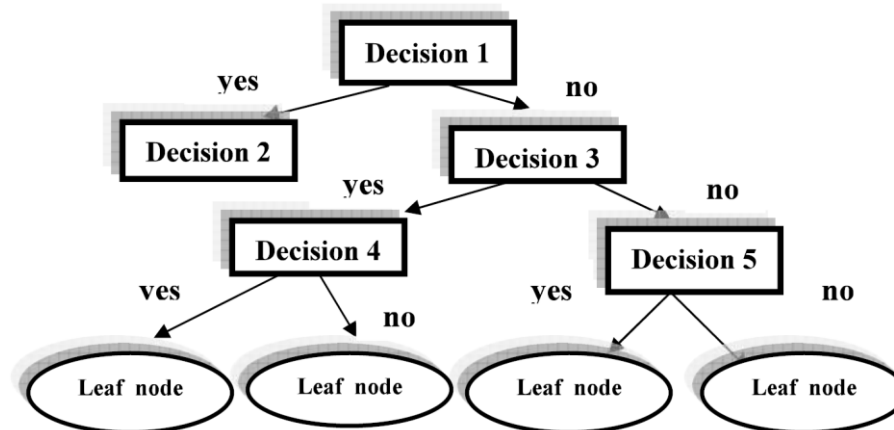 Decision 1
yes
no
Decision 2
Decision 3
yes
no
Decision 4
Decision 5
yes
no
yes
no
Leaf node
Leaf node
Leaf node
Leaf node